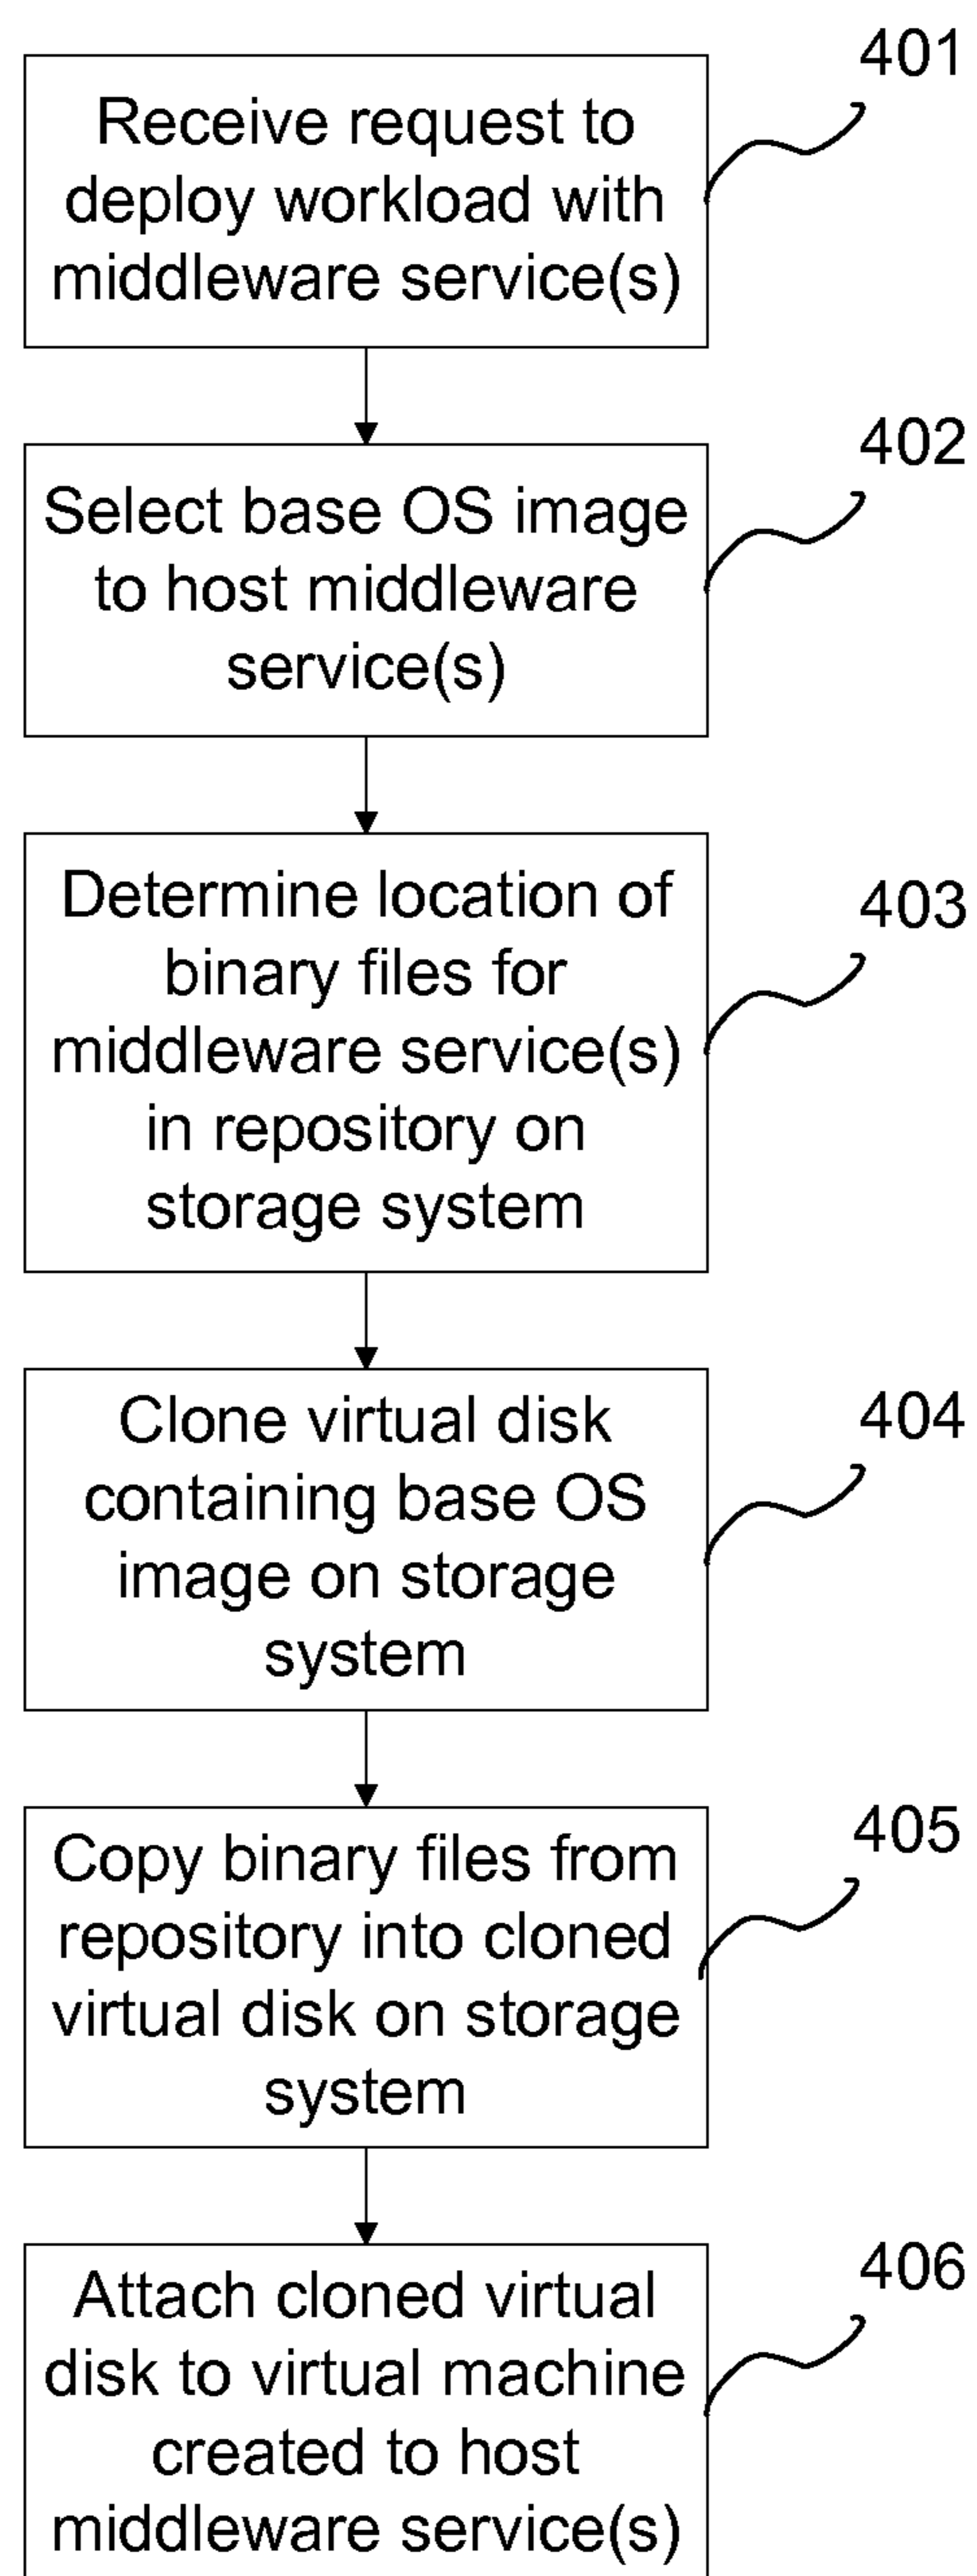 401
Receive request to
deploy workload with
middleware service(s)
402
Select base OS image
to host middleware
service(s)
403
Determine location of
binary files for
middleware service(s)
in repository on
storage system
404
Clone virtual disk
containing base OS
image on storage
system
405
Copy binary files from
repository into cloned
virtual disk on storage
system
406
Attach cloned virtual
disk to virtual machine
created to host
middleware service(s)